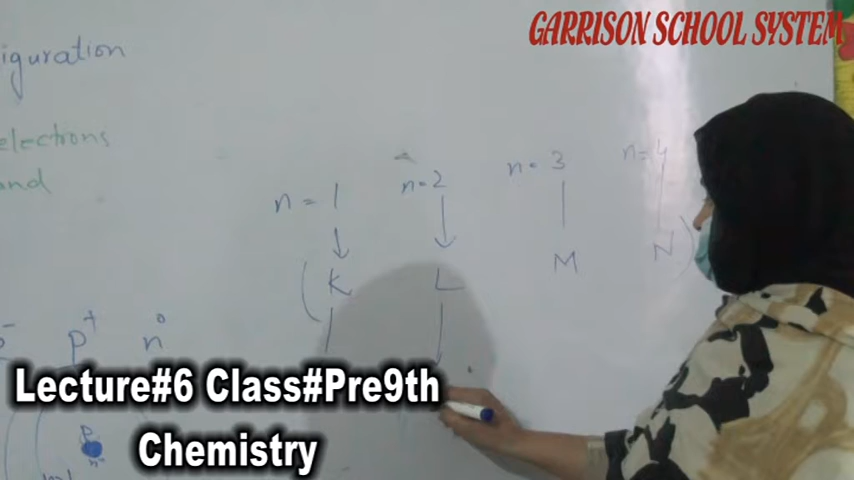 GARRISON SCHOOL SYSTEM
iguration
electrons
and
n = 1 n = 2 n = 3 n = 4
K L M N
p+ n°
Lecture#6 Class#Pre9th
Chemistry